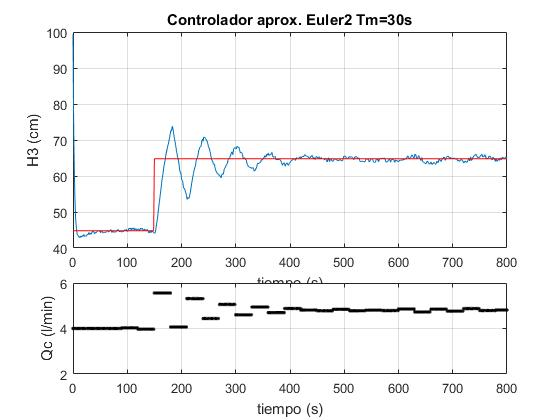 Controlador aprox. Euler2 Tm=30s
100
90
80
70
60
50
40
H3 (cm)
0 100 200 300 400 500 600 700 800
tiempo (s)
6
4
2
Qc (l/min)
0 100 200 300 400 500 600 700 800
tiempo (s)